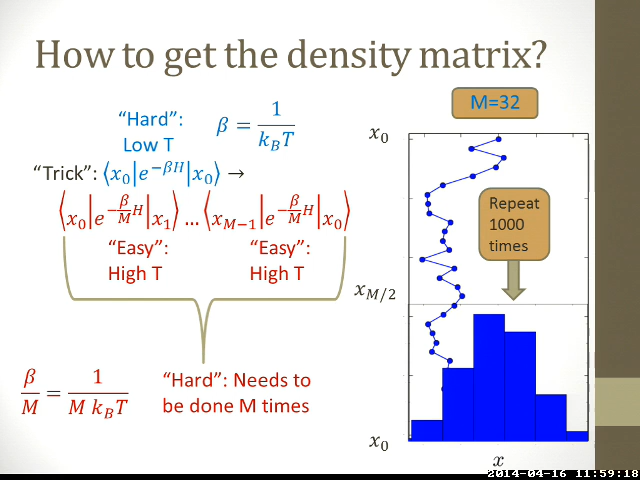 How to get the density matrix?
“Hard”:
Low T
β = 1/(k_B T)
“Trick”: ⟨x₀|e^{−βH}|x₀⟩ →
⟨x₀|e^{−(β/M)H}|x₁⟩ … ⟨x_{M−1}|e^{−(β/M)H}|x₀⟩
“Easy”:
High T
“Easy”:
High T
β/M = 1/(M k_B T)
“Hard”: Needs to
be done M times
M=32
x₀
Repeat
1000
times
x_{M/2}
x₀
x
2014-04-16 11:59:18